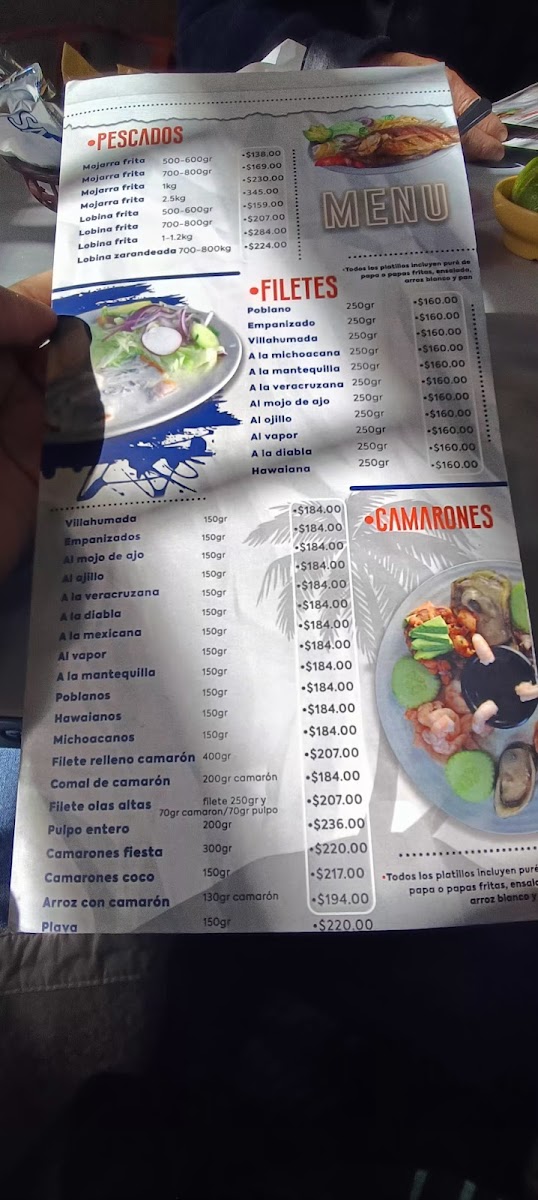 •PESCADOS
Mojarra frita 500-600gr •$138.00
Mojarra frita 700-800gr •$169.00
Mojarra frita 1kg •$230.00
Mojarra frita 2.5kg •345.00
Lobina frita 500-600gr •$159.00
Lobina frita 700-800gr •$207.00
Lobina frita 1-1.2kg •$284.00
Lobina zarandeada 700-800kg •$224.00
MENU
•Todos los platillos incluyen puré de
papa o papas fritas, ensalada,
arroz blanco y pan
•FILETES
Poblano 250gr •$160.00
Empanizado 250gr •$160.00
Villahumada 250gr •$160.00
A la michoacana 250gr •$160.00
A la mantequilla 250gr •$160.00
A la veracruzana 250gr •$160.00
Al mojo de ajo 250gr •$160.00
Al ojillo 250gr •$160.00
Al vapor 250gr •$160.00
A la diabla 250gr •$160.00
Hawaiana 250gr •$160.00
•CAMARONES
Villahumada 150gr •$184.00
Empanizados 150gr •$184.00
Al mojo de ajo 150gr •$184.00
Al ajillo 150gr •$184.00
A la veracruzana 150gr •$184.00
A la diabla 150gr •$184.00
A la mexicana 150gr •$184.00
Al vapor 150gr •$184.00
A la mantequilla 150gr •$184.00
Poblanos 150gr •$184.00
Hawaianos 150gr •$184.00
Michoacanos 150gr •$184.00
Filete relleno camarón 400gr •$207.00
Comal de camarón 200gr camarón •$184.00
Filete olas altas filete 250gr y
70gr camaron/70gr pulpo •$207.00
Pulpo entero 200gr •$236.00
Camarones fiesta 300gr •$220.00
Camarones coco 150gr •$217.00
Arroz con camarón 130gr camarón •$194.00
Playa 150gr •$220.00
•Todos los platillos incluyen puré
papa o papas fritas, ensal
arroz blanco y